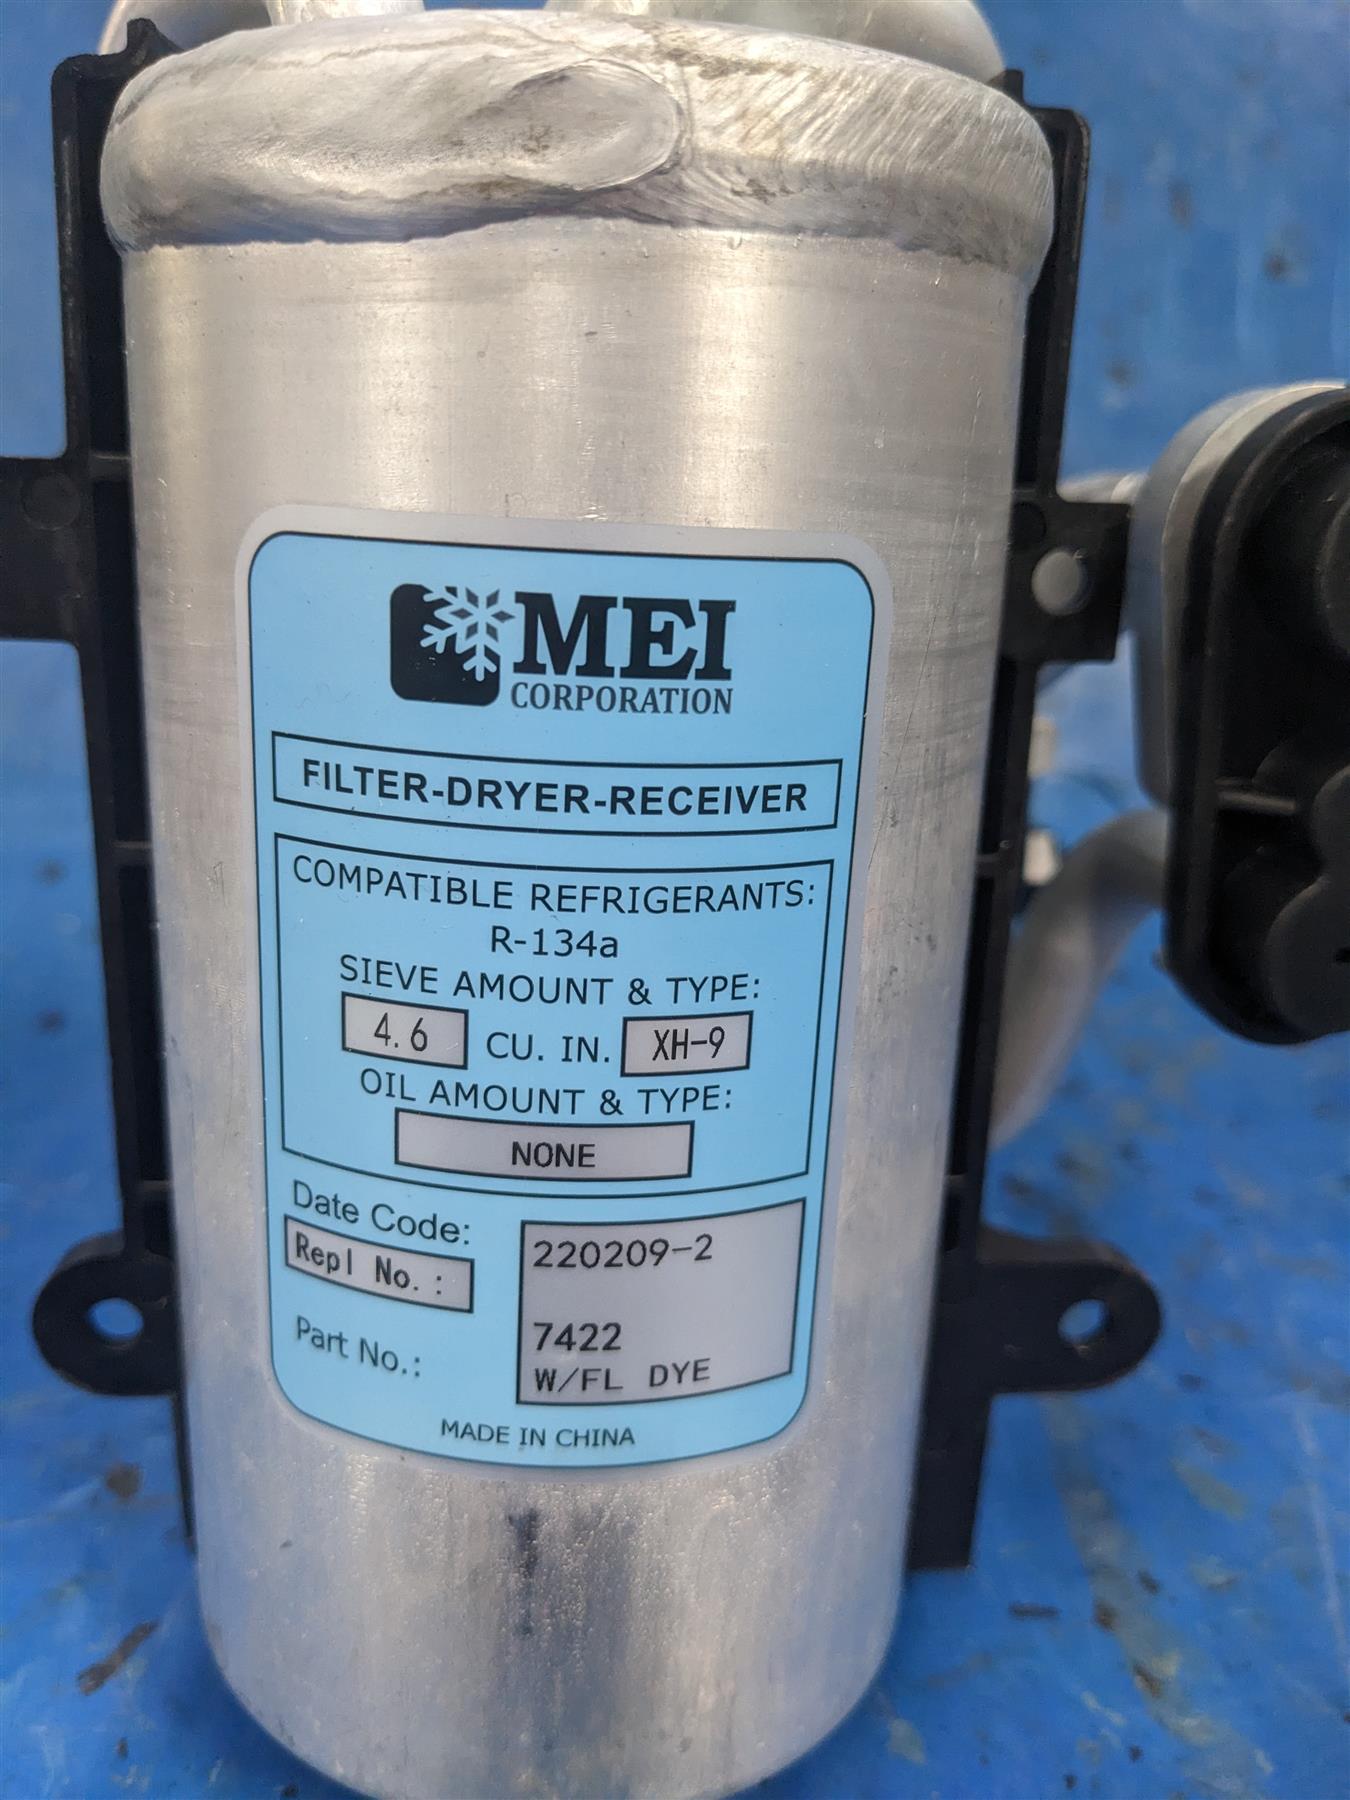 MEI
CORPORATION
FILTER-DRYER-RECEIVER
COMPATIBLE REFRIGERANTS:
R-134a
SIEVE AMOUNT & TYPE:
4.6 CU. IN. XH-9
OIL AMOUNT & TYPE:
NONE
Date Code: 220209-2
Repl No.:
Part No.: 7422
W/FL DYE
MADE IN CHINA